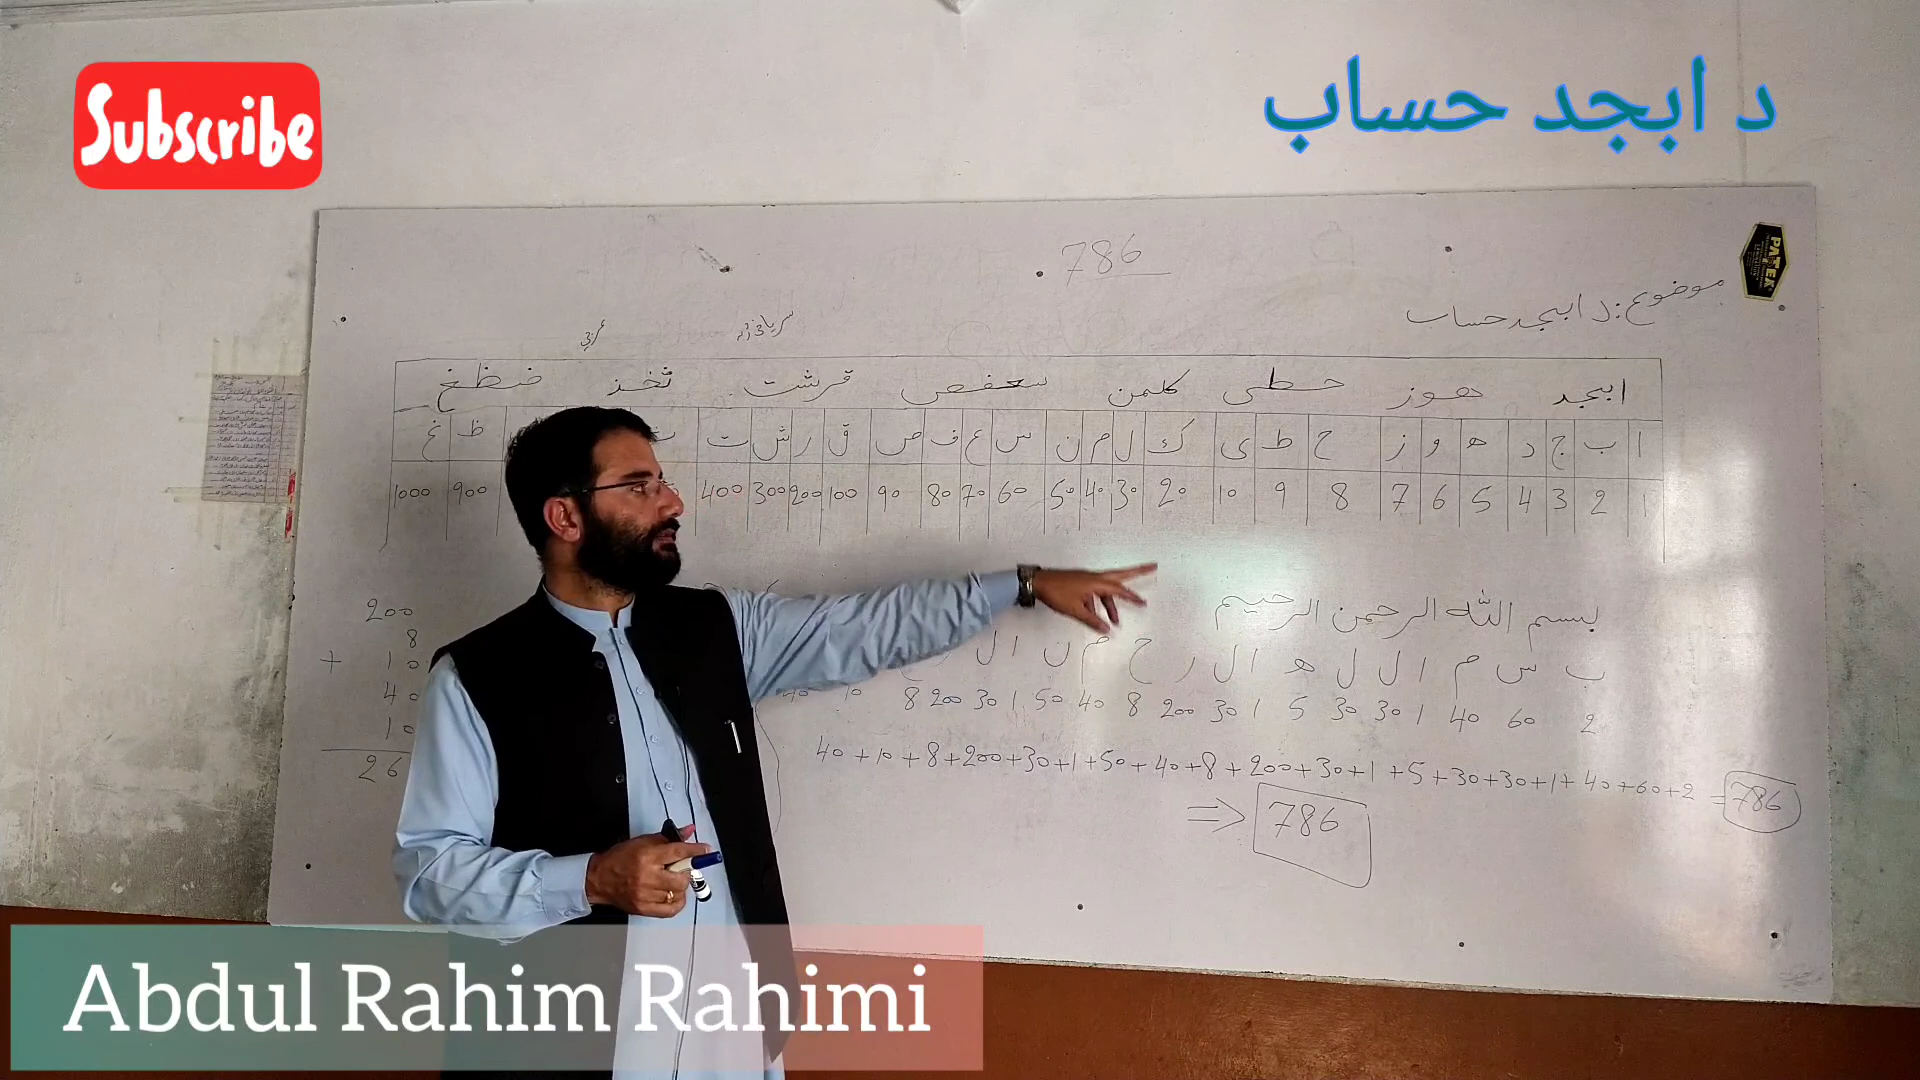 Subscribe
د ابجد حساب
PATEK
786
موضوع: د ابجد حساب
عربي
ابجد هوز حطی کلمن سعفص قرشت ثخذ ضظغ
ا ب ج د ه و ز ح ط ی ك ل م ن س ع ف ص ق ر ش ت ظ غ
1 2 3 4 5 6 7 8 9 10 20 30 40 50 60 70 80 90 100 200 300 400 900 1000
بسم الله الرحمن الرحیم
ب س م ا ل ل ه ا ل ر ح م ن ا ل
2 60 40 1 30 30 5 1 30 200 8 40 50 1 30 200 8 10 40
40+10+8+200+30+1+50+40+8+200+30+1+5+30+30+1+40+60+2 = 786
⇒ 786
200
8
+ 10
40
10
26
Abdul Rahim Rahimi